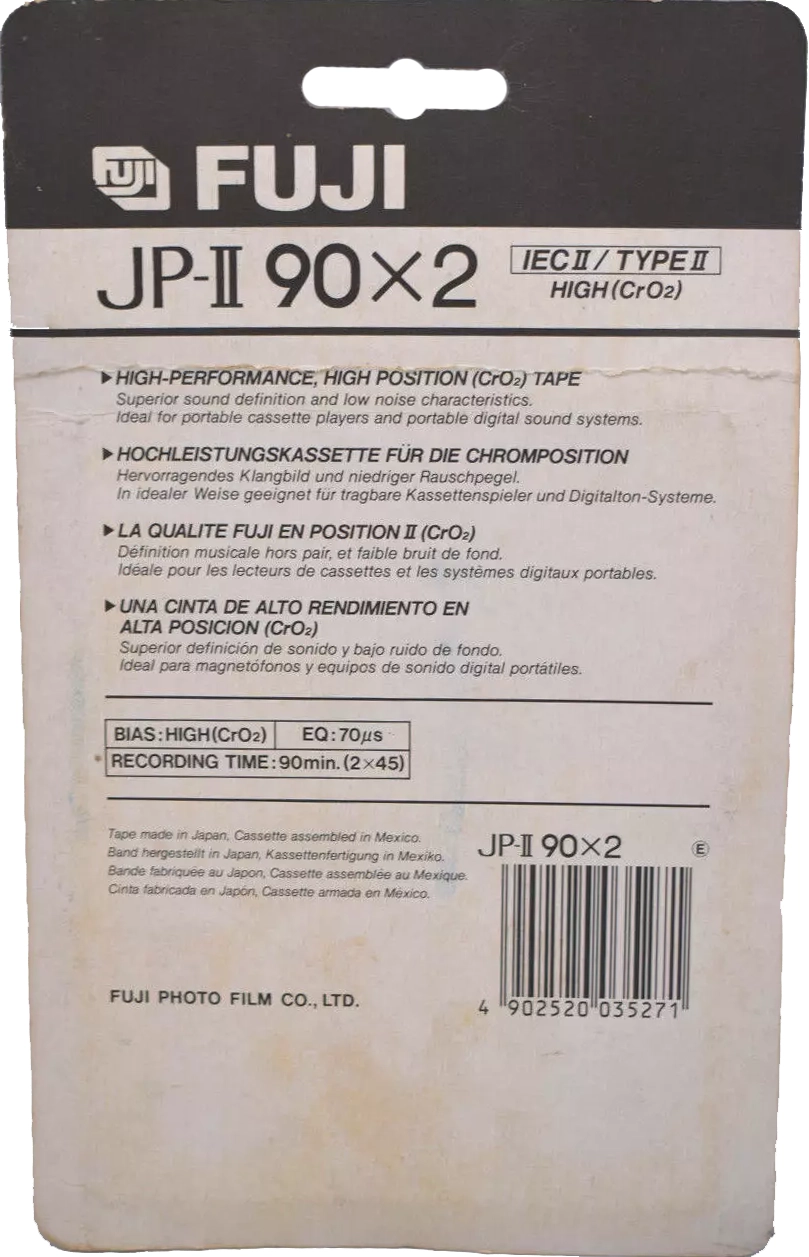 FUJI FUJI
JP-II 90×2
IEC II / TYPE II
HIGH (CrO2)
▶HIGH-PERFORMANCE, HIGH POSITION (CrO2) TAPE
Superior sound definition and low noise characteristics.
Ideal for portable cassette players and portable digital sound systems.
▶HOCHLEISTUNGSKASSETTE FÜR DIE CHROMPOSITION
Hervorragendes Klangbild und niedriger Rauschpegel.
In idealer Weise geeignet für tragbare Kassettenspieler und Digitalton-Systeme.
▶LA QUALITE FUJI EN POSITION II (CrO2)
Définition musicale hors pair, et faible bruit de fond.
Idéale pour les lecteurs de cassettes et les systèmes digitaux portables.
▶UNA CINTA DE ALTO RENDIMIENTO EN
ALTA POSICION (CrO2)
Superior definición de sonido y bajo ruido de fondo.
Ideal para magnetófonos y equipos de sonido digital portátiles.
BIAS:HIGH(CrO2) EQ:70μs
RECORDING TIME:90min.(2×45)
Tape made in Japan, Cassette assembled in Mexico.
Band hergestellt in Japan, Kassettenfertigung in Mexiko.
Bande fabriquée au Japon, Cassette assemblée au Mexique.
Cinta fabricada en Japón, Cassette armada en México.
FUJI PHOTO FILM CO., LTD.
JP-II 90×2 Ⓔ
4 902520 035271